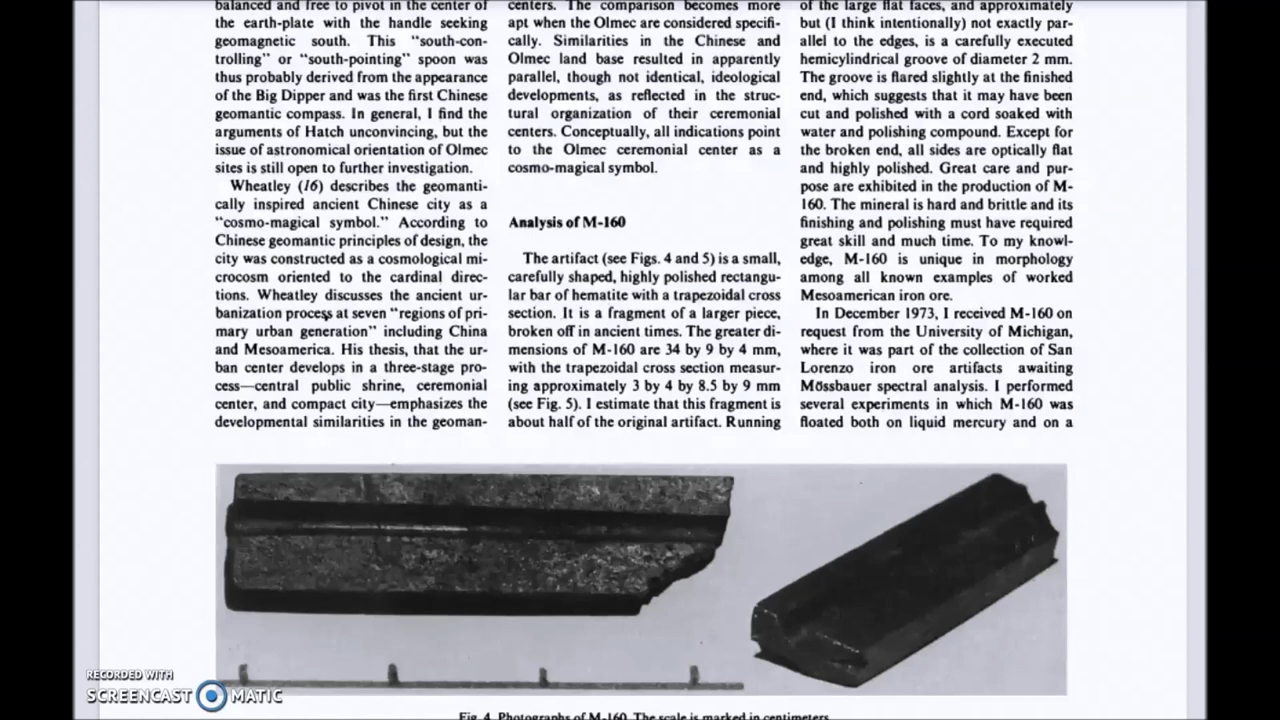 balanced and free to pivot in the center of
the earth-plate with the handle seeking
geomagnetic south. This “south-con-
trolling” or “south-pointing” spoon was
thus probably derived from the appearance
of the Big Dipper and was the first Chinese
geomantic compass. In general, I find the
arguments of Hatch unconvincing, but the
issue of astronomical orientation of Olmec
sites is still open to further investigation.
Wheatley (16) describes the geomanti-
cally inspired ancient Chinese city as a
“cosmo-magical symbol.” According to
Chinese geomantic principles of design, the
city was constructed as a cosmological mi-
crocosm oriented to the cardinal direc-
tions. Wheatley discusses the ancient ur-
banization process at seven “regions of pri-
mary urban generation” including China
and Mesoamerica. His thesis, that the ur-
ban center develops in a three-stage pro-
cess—central public shrine, ceremonial
center, and compact city—emphasizes the
developmental similarities in the geoman-
centers. The comparison becomes more
apt when the Olmec are considered specifi-
cally. Similarities in the Chinese and
Olmec land base resulted in apparently
parallel, though not identical, ideological
developments, as reflected in the struc-
tural organization of their ceremonial
centers. Conceptually, all indications point
to the Olmec ceremonial center as a
cosmo-magical symbol.
Analysis of M-160
The artifact (see Figs. 4 and 5) is a small,
carefully shaped, highly polished rectangu-
lar bar of hematite with a trapezoidal cross
section. It is a fragment of a larger piece,
broken off in ancient times. The greater di-
mensions of M-160 are 34 by 9 by 4 mm,
with the trapezoidal cross section measur-
ing approximately 3 by 4 by 8.5 by 9 mm
(see Fig. 5). I estimate that this fragment is
about half of the original artifact. Running
of the large flat faces, and approximately
but (I think intentionally) not exactly par-
allel to the edges, is a carefully executed
hemicylindrical groove of diameter 2 mm.
The groove is flared slightly at the finished
end, which suggests that it may have been
cut and polished with a cord soaked with
water and polishing compound. Except for
the broken end, all sides are optically flat
and highly polished. Great care and pur-
pose are exhibited in the production of M-
160. The mineral is hard and brittle and its
finishing and polishing must have required
great skill and much time. To my knowl-
edge, M-160 is unique in morphology
among all known examples of worked
Mesoamerican iron ore.
In December 1973, I received M-160 on
request from the University of Michigan,
where it was part of the collection of San
Lorenzo iron ore artifacts awaiting
Mössbauer spectral analysis. I performed
several experiments in which M-160 was
floated both on liquid mercury and on a
Fig. 4. Photographs of M-160. The scale is marked in centimeters.
RECORDED WITH
SCREENCAST MATIC